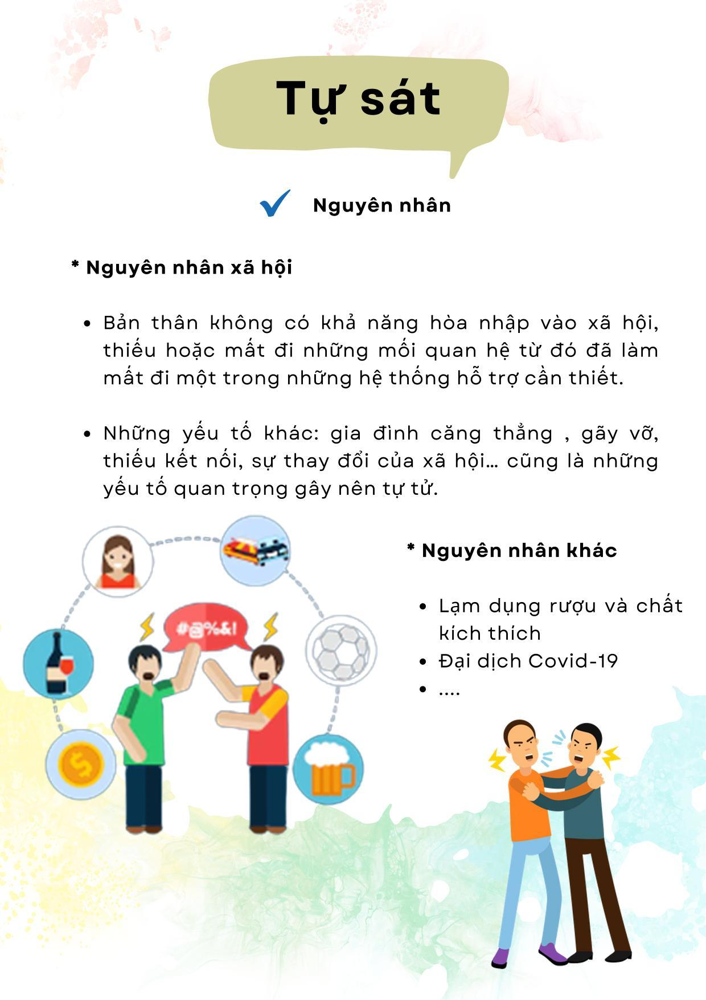 Tự sát
Nguyên nhân
* Nguyên nhân xã hội
• Bản thân không có khả năng hòa nhập vào xã hội,
thiếu hoặc mất đi những mối quan hệ từ đó đã làm
mất đi một trong những hệ thống hỗ trợ cần thiết.
• Những yếu tố khác: gia đình căng thẳng , gãy vỡ,
thiếu kết nối, sự thay đổi của xã hội... cũng là những
yếu tố quan trọng gây nên tự tử.
#@%&!
$
* Nguyên nhân khác
• Lạm dụng rượu và chất
kích thích
• Đại dịch Covid-19
• ....